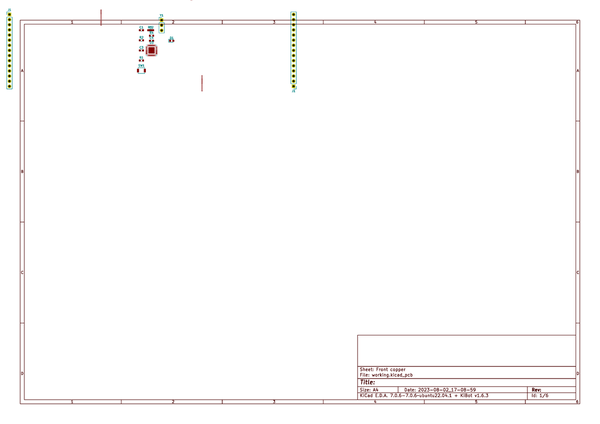 1 2 3 4 5 6
A
B
C
D
Sheet: Front copper
File: working.kicad_pcb
Title:
Size: A4 Date: 2023-08-02_17-08-59 Rev:
KiCad E.D.A. 7.0.6-7.0.6~ubuntu22.04.1 + KiBot v1.6.3 Id: 1/6
1 2 3 4 5 6